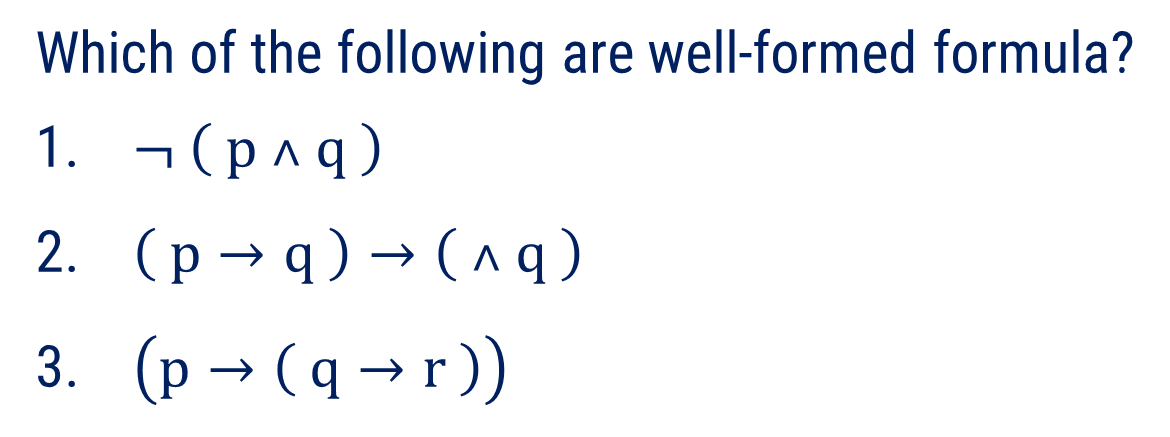 Which of the following are well-formed formula?
1. ¬ ( p ∧ q )
2. ( p → q ) → ( ∧ q )
3. (p → ( q → r ))